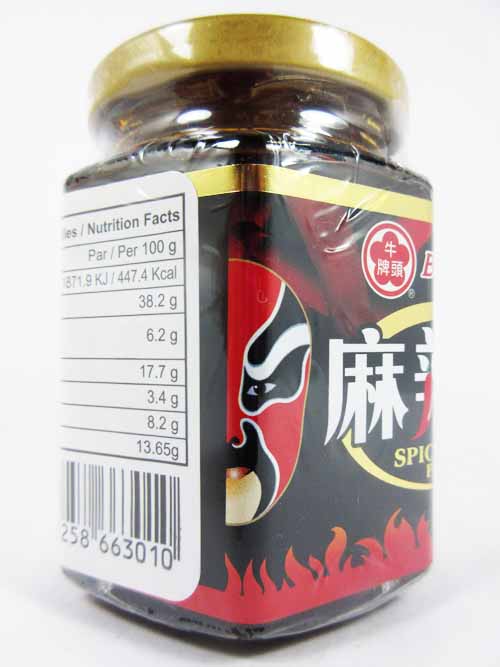 les / Nutrition Facts
Par / Per 100 g
1871.9 KJ / 447.4 Kcal
38.2 g
6.2 g
17.7 g
3.4 g
8.2 g
13.65g
258 663010
牛
牌頭
®
麻
SPIC